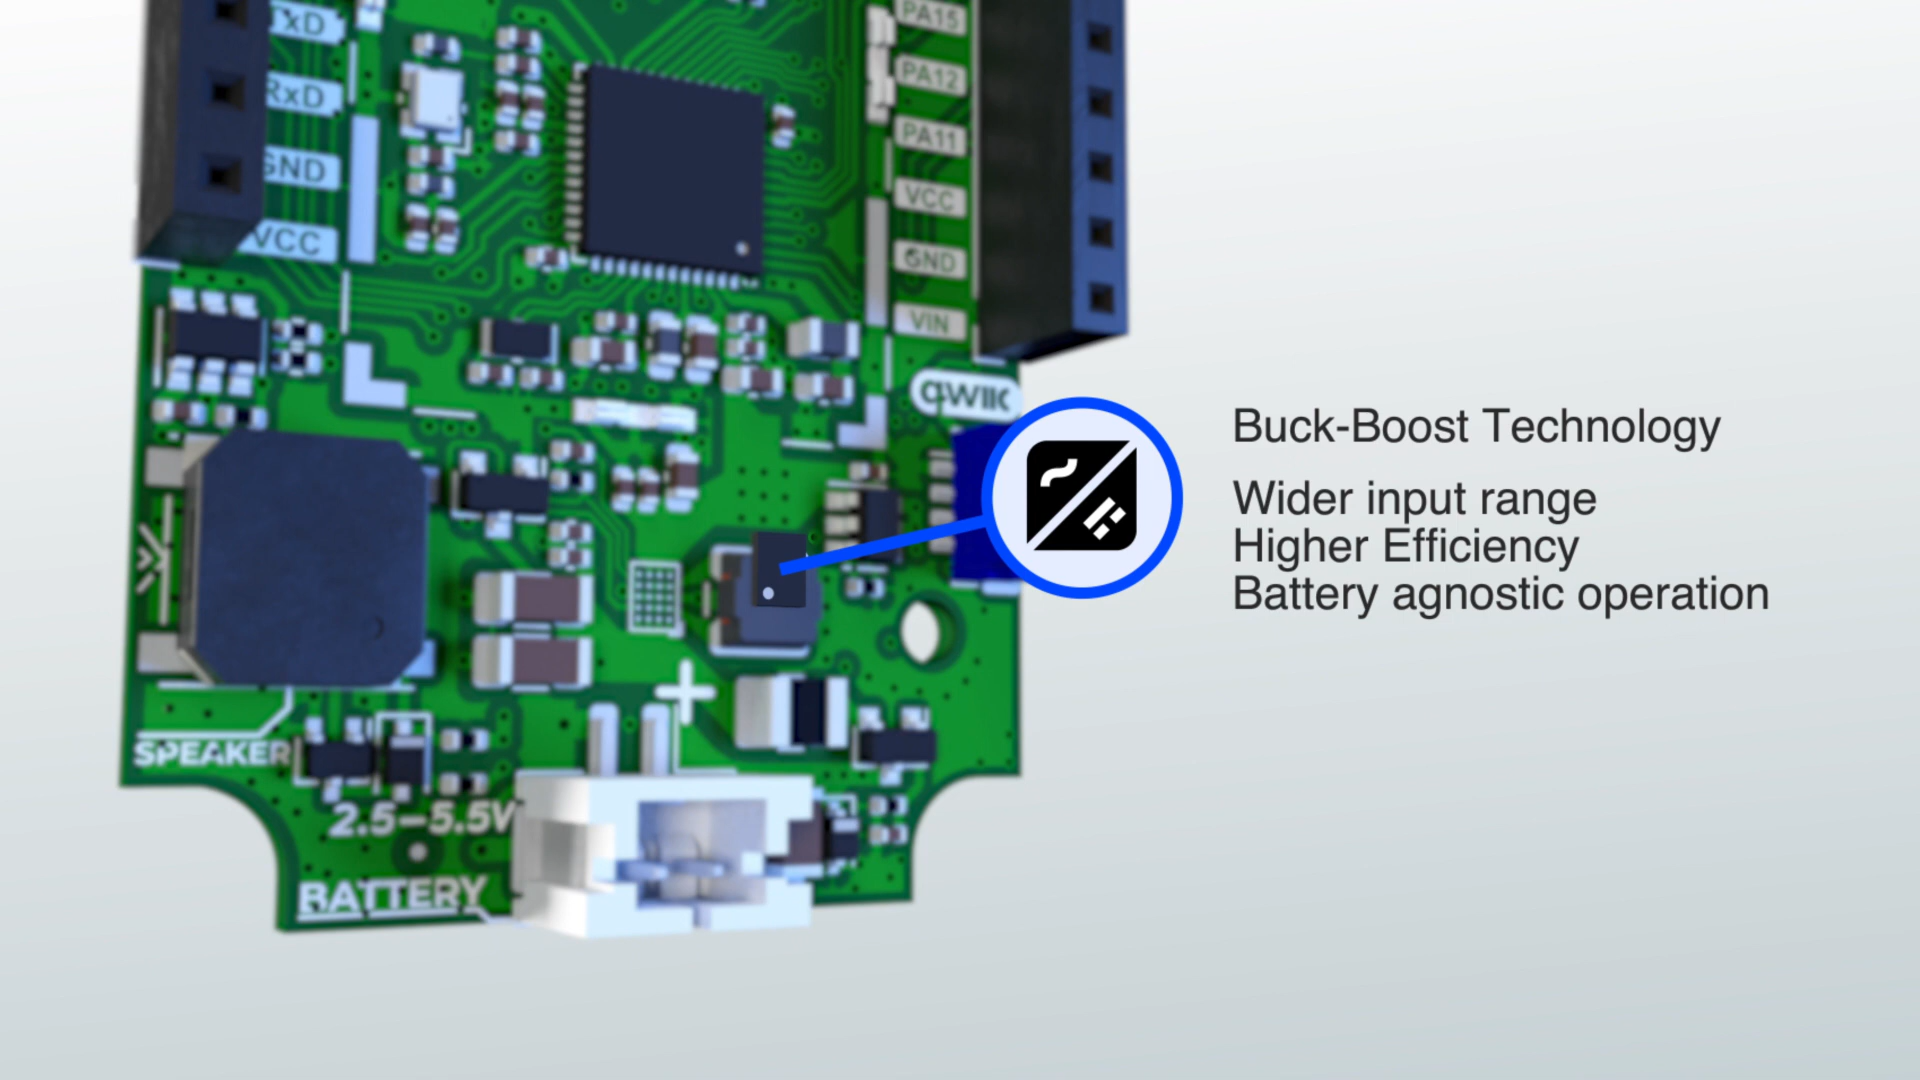 TxD
RxD
GND
VCC
PA15
PA12
PA11
VCC
GND
VIN
qwiic
Buck-Boost Technology
Wider input range
Higher Efficiency
Battery agnostic operation
+
SPEAKER
2.5-5.5V
BATTERY